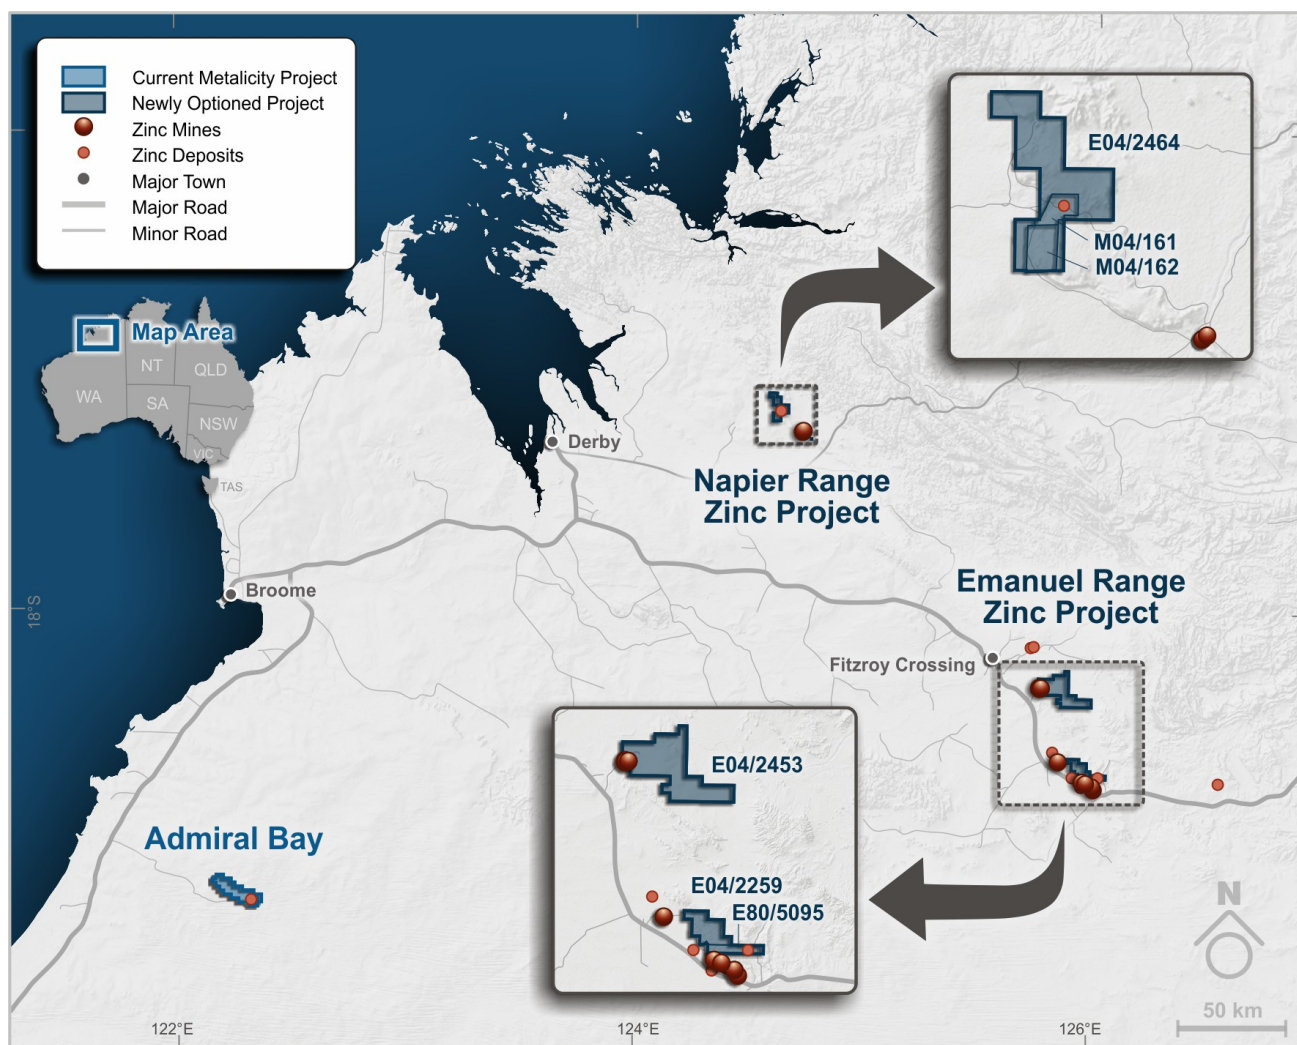 Current Metalicity Project
Newly Optioned Project
Zinc Mines
Zinc Deposits
Major Town
Major Road
Minor Road
Map Area
WA
NT
QLD
SA
NSW
VIC
TAS
E04/2464
M04/161
M04/162
Derby
Napier Range
Zinc Project
Broome
18°S
Emanuel Range
Zinc Project
Fitzroy Crossing
E04/2453
E04/2259
E80/5095
Admiral Bay
N
50 km
122°E
124°E
126°E